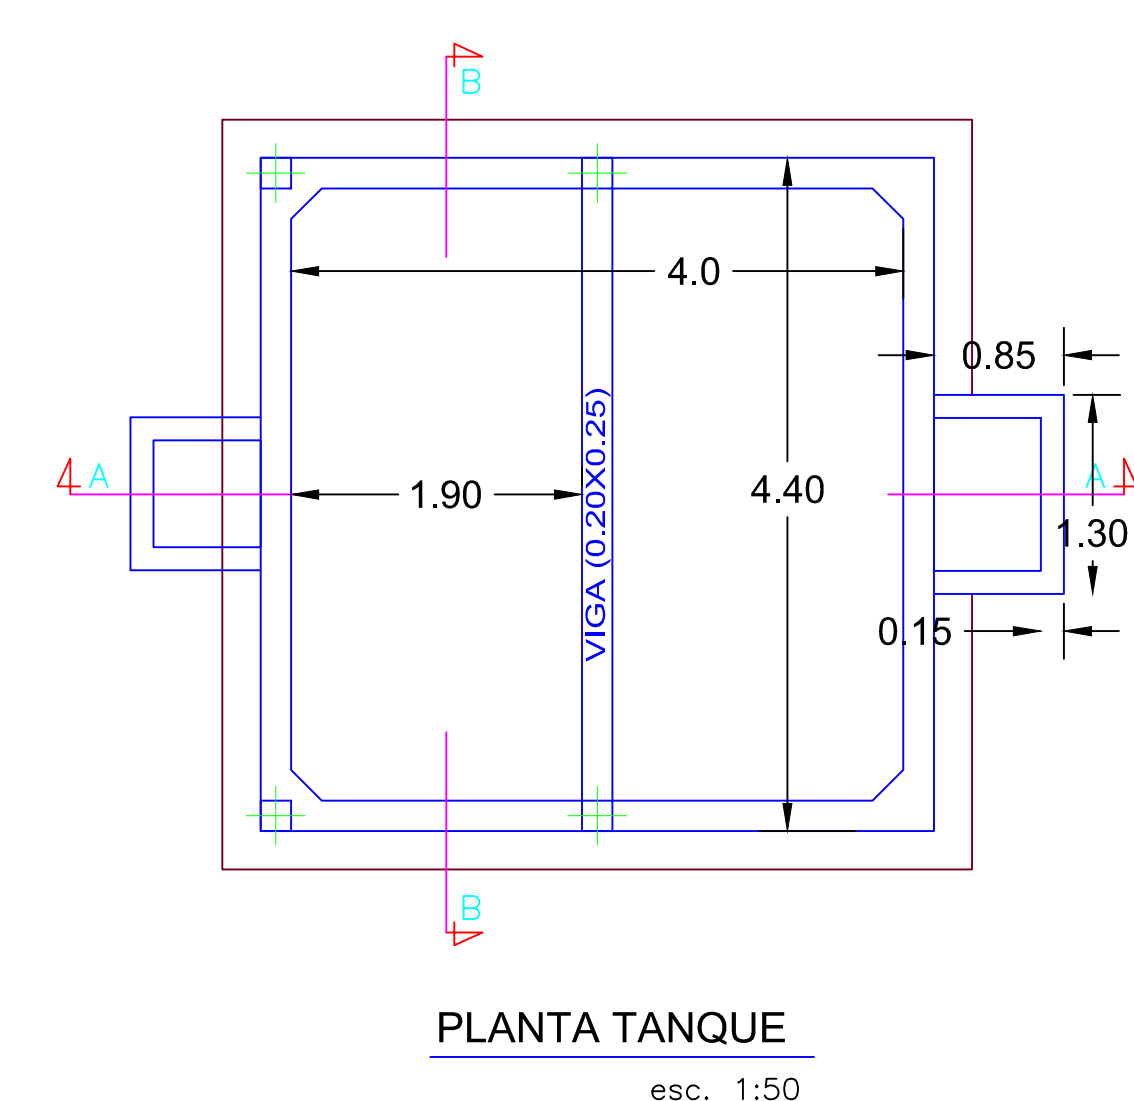 B
4.0
0.85
A
1.90
VIGA (0.20X0.25)
4.40
A
1.30
0.15
B
PLANTA TANQUE
esc. 1:50